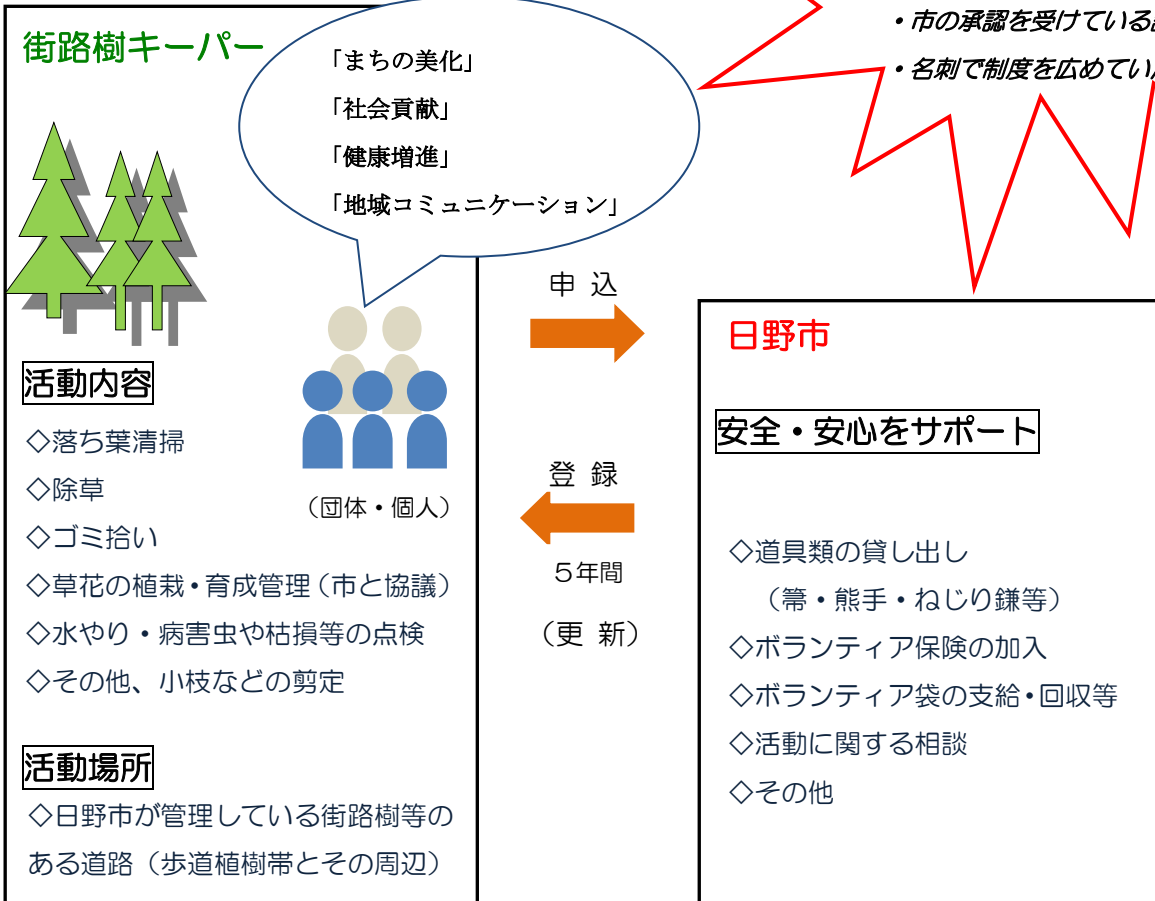 街路樹キーパー
「まちの美化」
「社会貢献」
「健康増進」
「地域コミュニケーション」
・市の承認を受けている
・名刺で制度を広めてい
申 込
登 録
5年間
（更 新）
（団体・個人）
活動内容
◇落ち葉清掃
◇除草
◇ゴミ拾い
◇草花の植栽・育成管理（市と協議）
◇水やり・病害虫や枯損等の点検
◇その他、小枝などの剪定
活動場所
◇日野市が管理している街路樹等の
ある道路（歩道植樹帯とその周辺）
日野市
安全・安心をサポート
◇道具類の貸し出し
（箒・熊手・ねじり鎌等）
◇ボランティア保険の加入
◇ボランティア袋の支給・回収等
◇活動に関する相談
◇その他